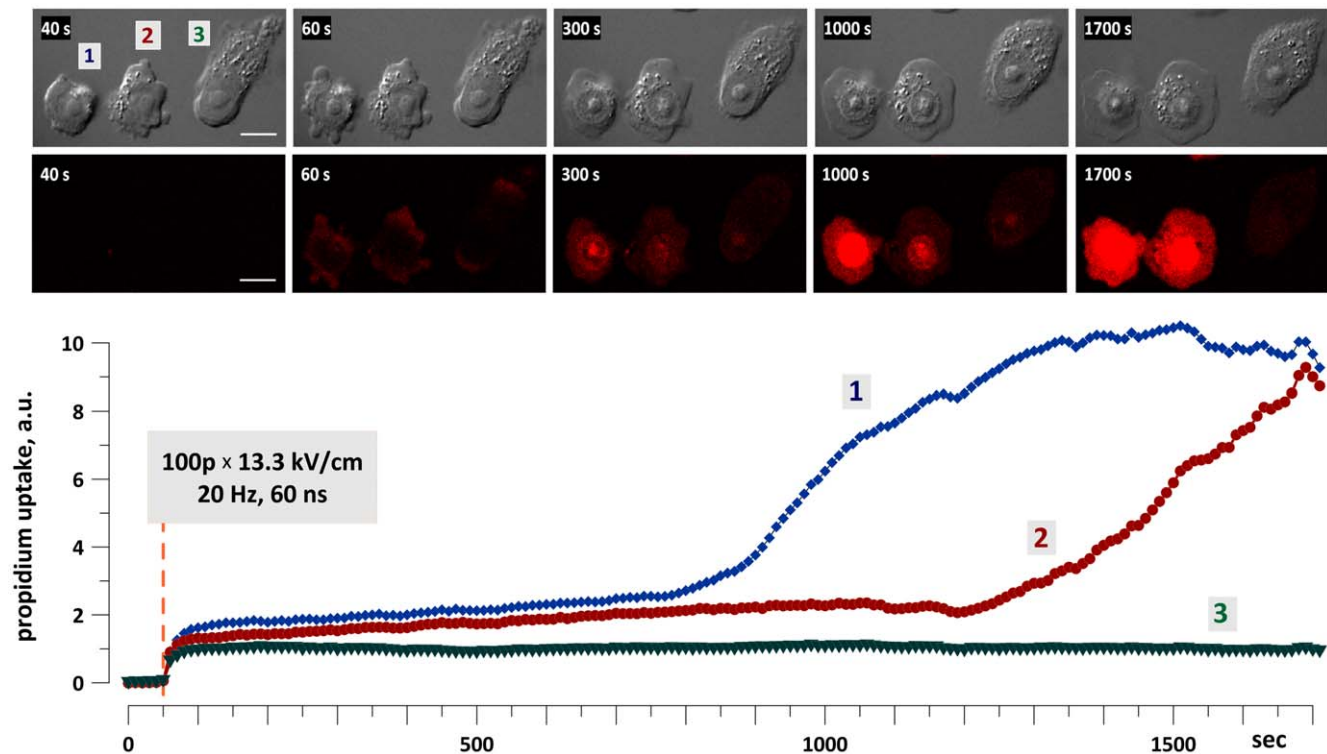 40 s
1
2
3
60 s
300 s
1000 s
1700 s
40 s
60 s
300 s
1000 s
1700 s
propidium uptake, a.u.
10
8
6
4
2
0
100p × 13.3 kV/cm
20 Hz, 60 ns
1
2
3
0
500
1000
1500
sec